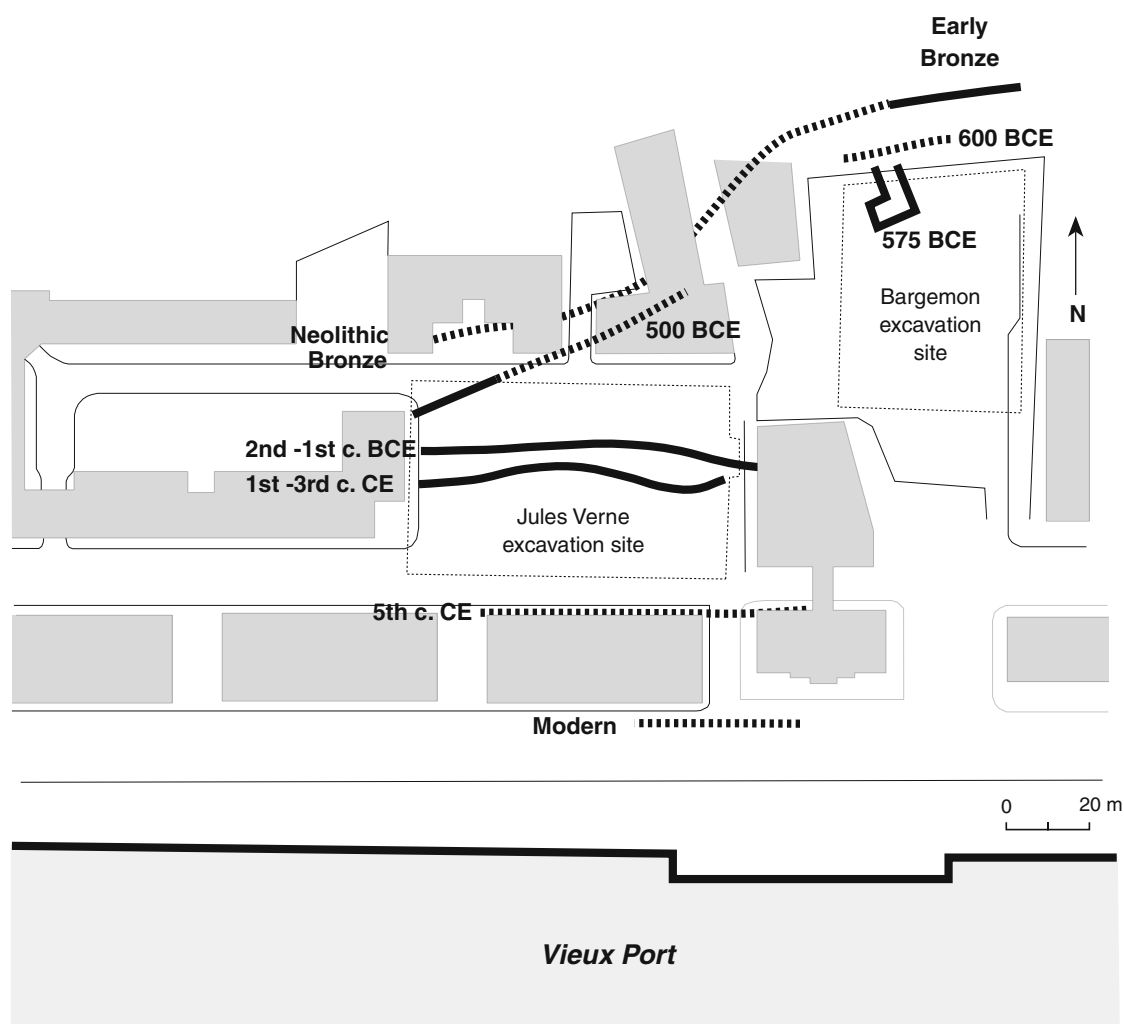 Early
Bronze
600 BCE
575 BCE
Bargemon
excavation
site
N
500 BCE
Neolithic
Bronze
2nd -1st c. BCE
1st -3rd c. CE
Jules Verne
excavation site
5th c. CE
Modern
0 20 m
Vieux Port